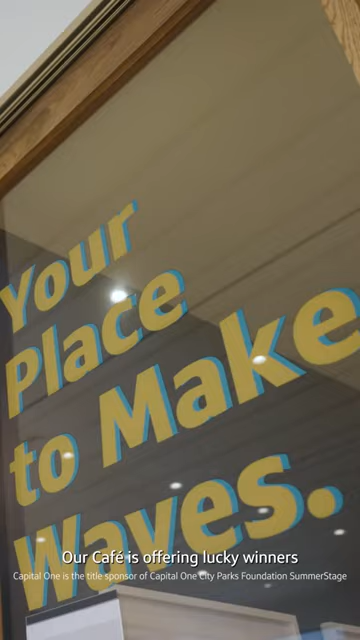 Your
Place
to Make
Waves.
Our Café is offering lucky winners
Capital One is the title sponsor of Capital One City Parks Foundation SummerStage